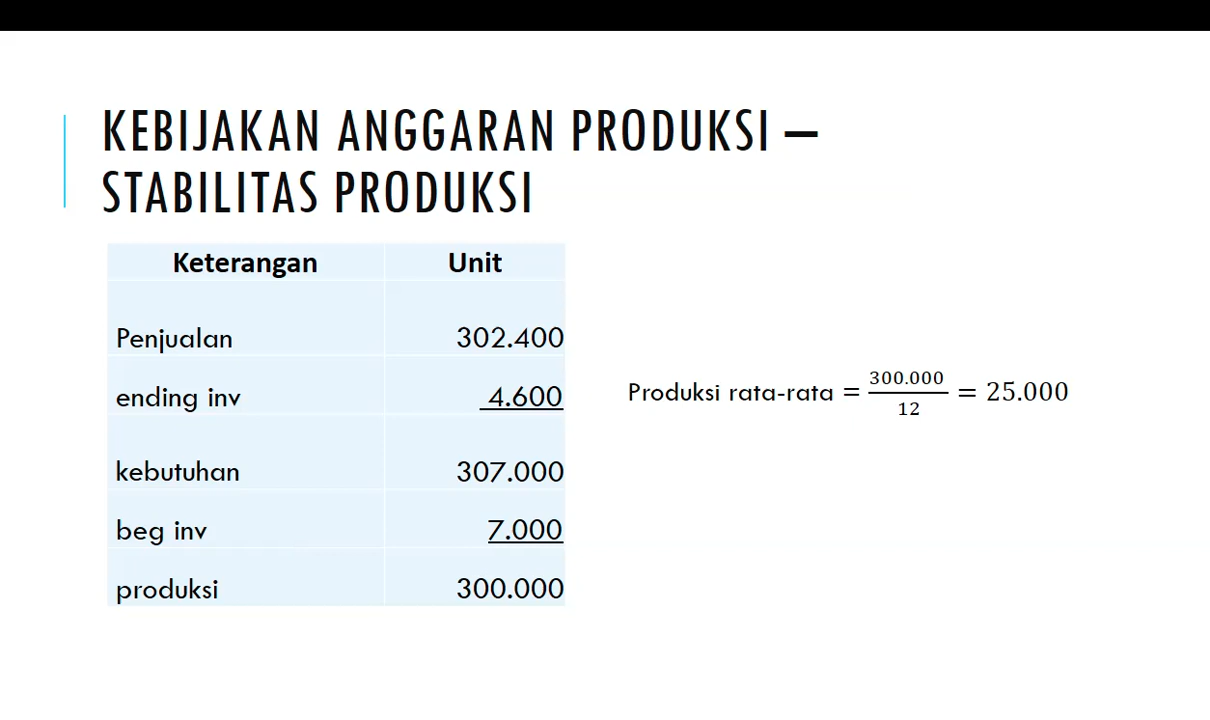 KEBIJAKAN ANGGARAN PRODUKSI –
STABILITAS PRODUKSI
Keterangan Unit
Penjualan 302.400
ending inv 4.600
kebutuhan 307.000
beg inv 7.000
produksi 300.000
Produksi rata-rata = 300.000/12 = 25.000